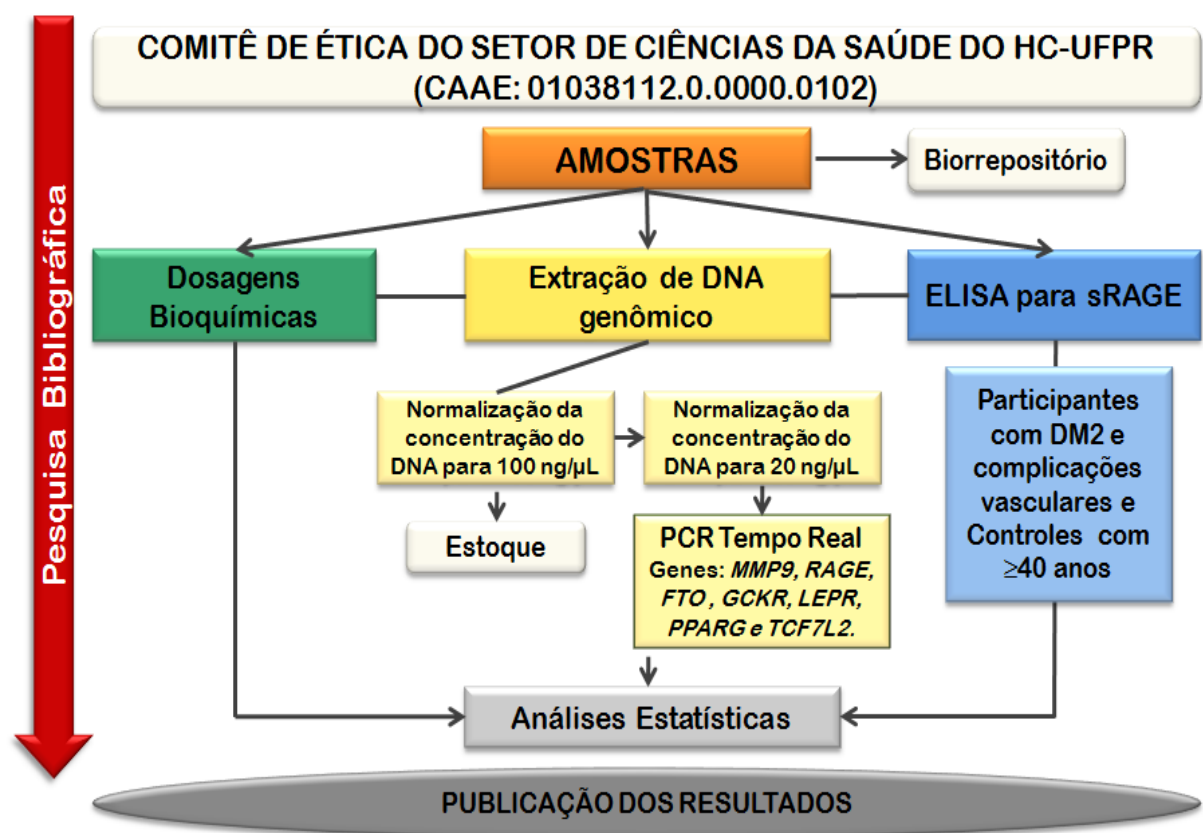 COMITÊ DE ÉTICA DO SETOR DE CIÊNCIAS DA SAÚDE DO HC-UFPR
(CAAE: 01038112.0.0000.0102)
Pesquisa Bibliográfica
AMOSTRAS
Biorrepositório
Dosagens
Bioquímicas
Extração de DNA
genômico
ELISA para sRAGE
Normalização da
concentração do
DNA para 100 ng/µL
Normalização da
concentração do
DNA para 20 ng/µL
Participantes
com DM2 e
complicações
vasculares e
Controles com
≥40 anos
Estoque
PCR Tempo Real
Genes: MMP9, RAGE,
FTO , GCKR, LEPR,
PPARG e TCF7L2.
Análises Estatísticas
PUBLICAÇÃO DOS RESULTADOS